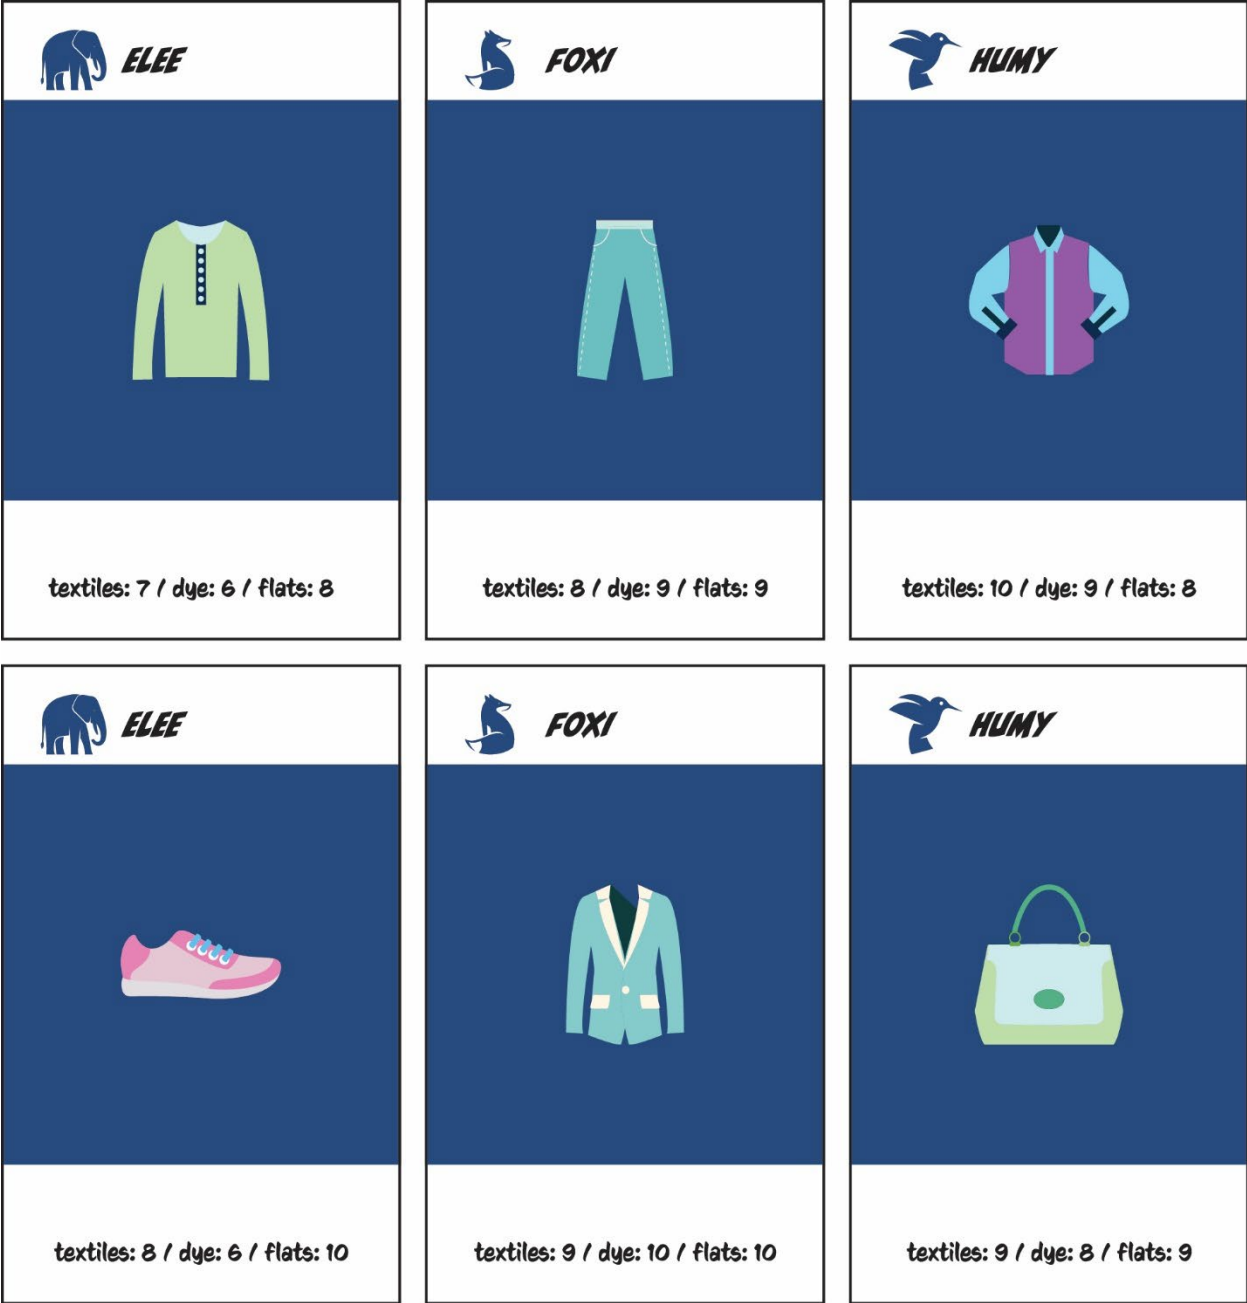 ELEE
textiles: 7 / dye: 6 / flats: 8
FOXI
textiles: 8 / dye: 9 / flats: 9
HUMY
textiles: 10 / dye: 9 / flats: 8
ELEE
textiles: 8 / dye: 6 / flats: 10
FOXI
textiles: 9 / dye: 10 / flats: 10
HUMY
textiles: 9 / dye: 8 / flats: 9